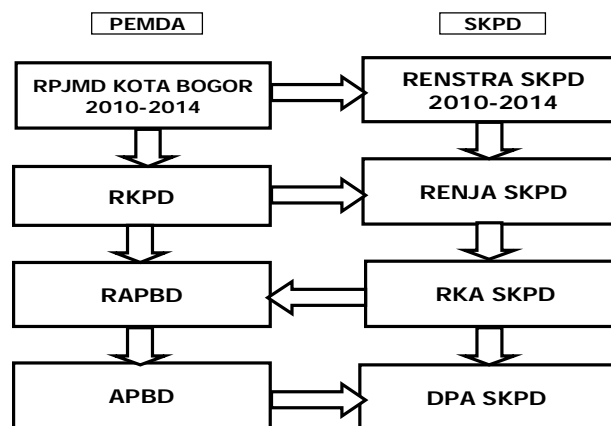 PEMDA
SKPD
RPJMD KOTA BOGOR
2010-2014
RENSTRA SKPD
2010-2014
RKPD
RENJA SKPD
RAPBD
RKA SKPD
APBD
DPA SKPD